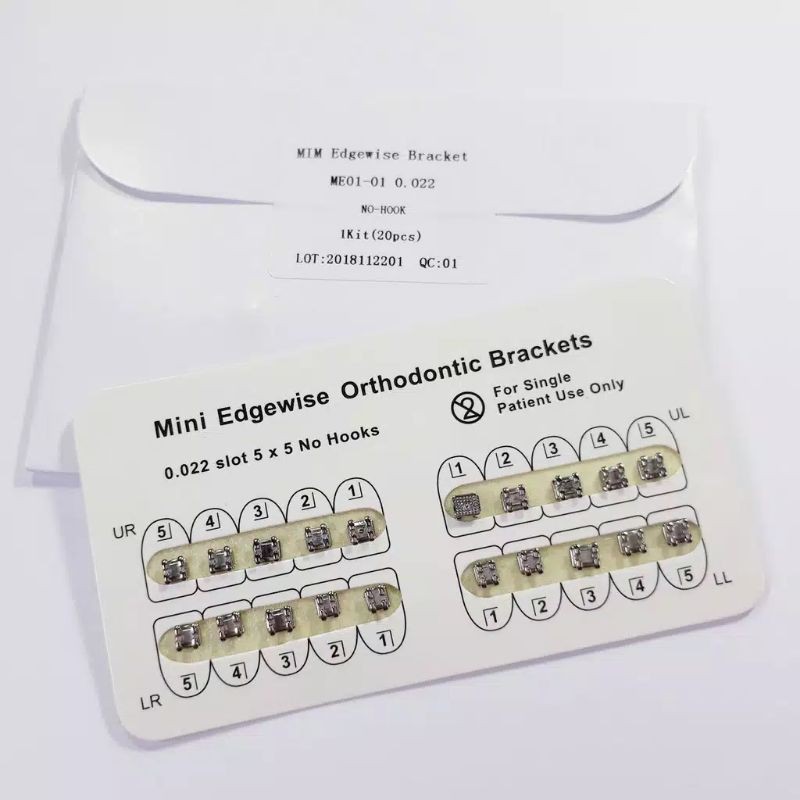 MIM Edgewise Bracket
ME01-01 0.022
NO-HOOK
1Kit(20pcs)
LOT:2018112201 QC:01
Mini Edgewise Orthodontic Brackets
0.022 slot 5 x 5 No Hooks
2
For Single
Patient Use Only
UR
5 4 3 2 1
1 2 3 4 5
UL
LR
5 4 3 2 1
1 2 3 4 5
LL